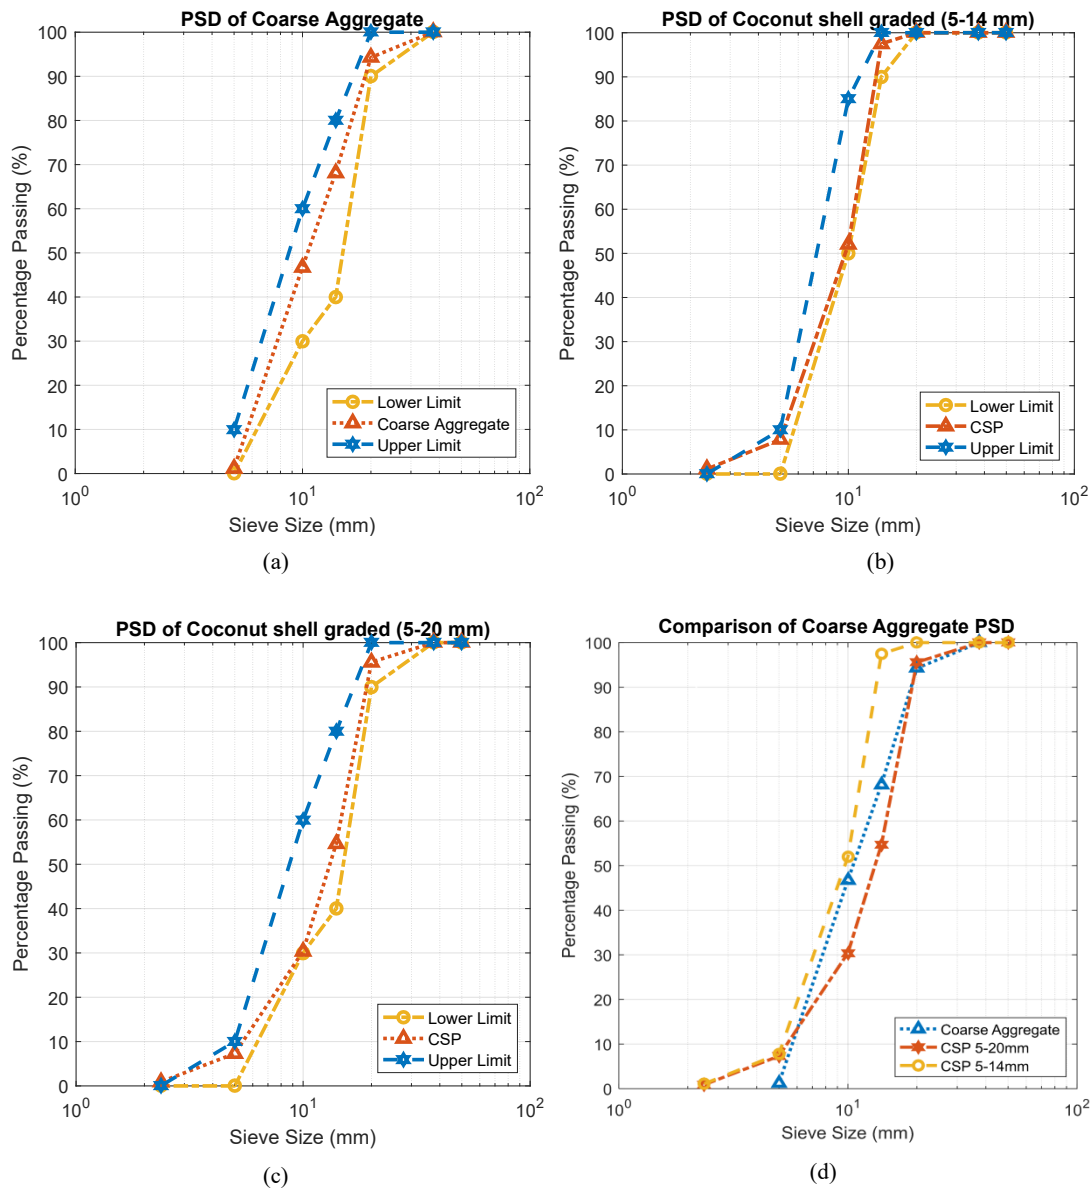 PSD of Coarse Aggregate
100
90
80
70
60
50
40
30
20
10
0
Percentage Passing (%)
Lower Limit
Coarse Aggregate
Upper Limit
10^0
10^1
10^2
Sieve Size (mm)
(a)
PSD of Coconut shell graded (5-14 mm)
100
90
80
70
60
50
40
30
20
10
0
Percentage Passing (%)
Lower Limit
CSP
Upper Limit
10^0
10^1
10^2
Sieve Size (mm)
(b)
PSD of Coconut shell graded (5-20 mm)
100
90
80
70
60
50
40
30
20
10
0
Percentage Passing (%)
Lower Limit
CSP
Upper Limit
10^0
10^1
10^2
Sieve Size (mm)
(c)
Comparison of Coarse Aggregate PSD
100
90
80
70
60
50
40
30
20
10
0
Percentage Passing (%)
Coarse Aggregate
CSP 5-20mm
CSP 5-14mm
10^0
10^1
10^2
Sieve Size (mm)
(d)